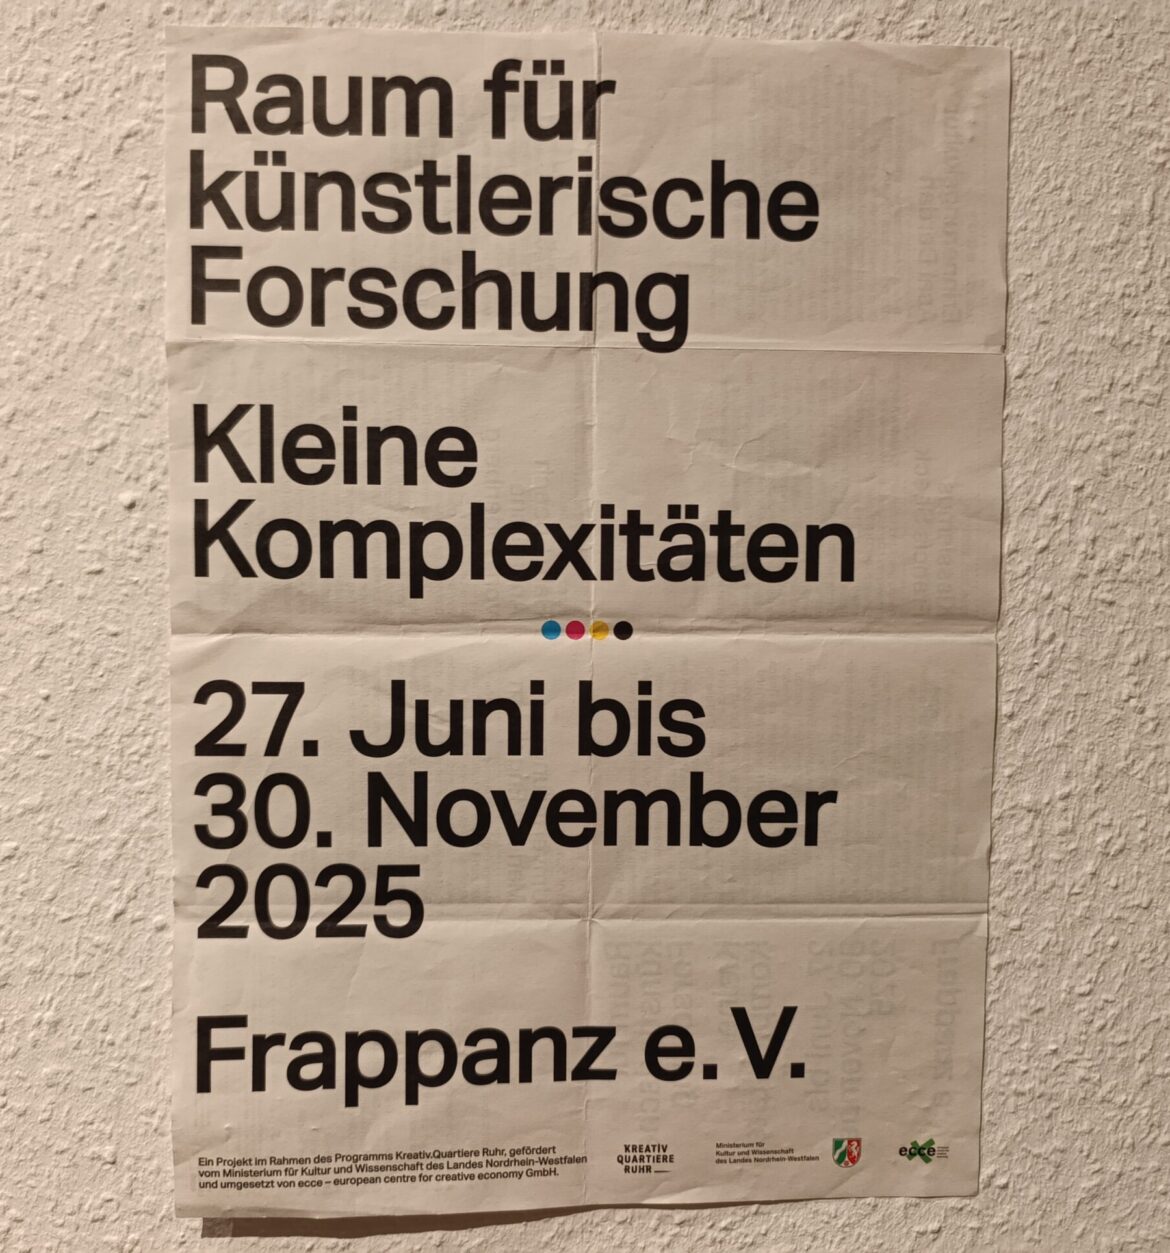 Raum für
künstlerische
Forschung
Kleine
Komplexitäten
27. Juni bis
30. November
2025
Frappanz e. V.
Ein Projekt im Rahmen des Programms Kreativ.Quartiere Ruhr, gefördert
vom Ministerium für Kultur und Wissenschaft des Landes Nordrhein-Westfalen
und umgesetzt von ecce – european centre for creative economy GmbH.
KREATIV
QUARTIERE
RUHR
Ministerium für
Kultur und Wissenschaft
des Landes Nordrhein-Westfalen
ecce